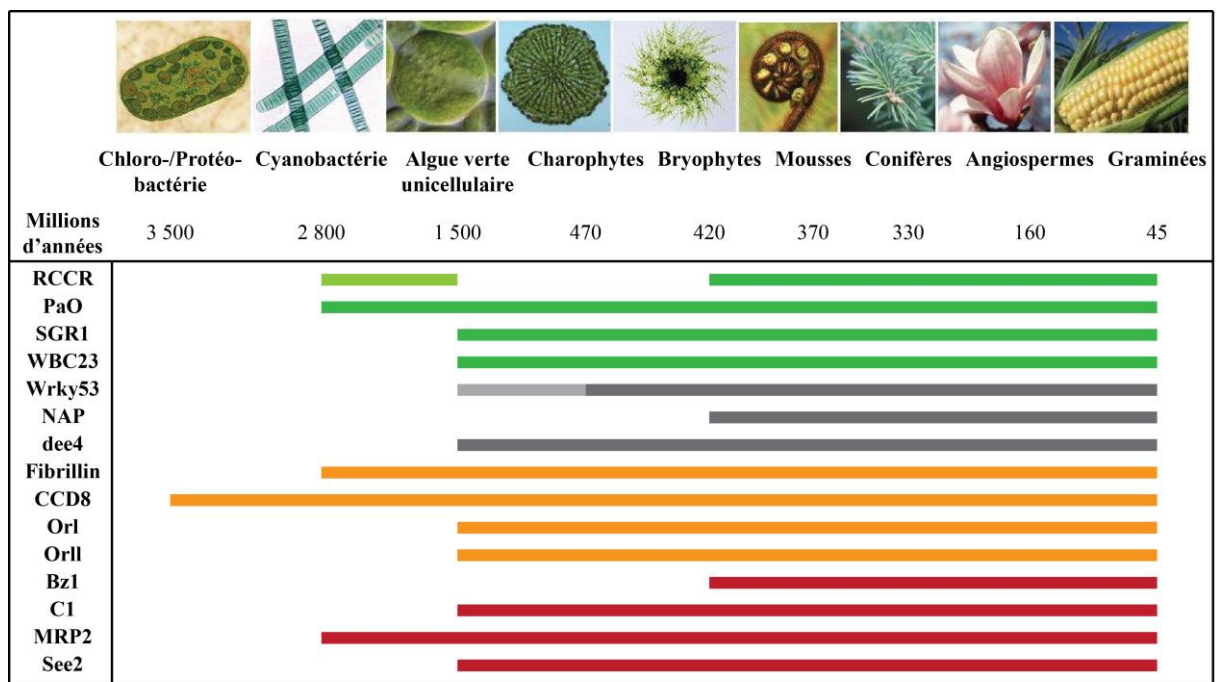 Chloro-/Protéo-
bactérie
Cyanobactérie
Algue verte
unicellulaire
Charophytes
Bryophytes
Mousses
Conifères
Angiospermes
Graminées
Millions
d’années
3 500
2 800
1 500
470
420
370
330
160
45
RCCR
PaO
SGR1
WBC23
Wrky53
NAP
dee4
Fibrillin
CCD8
Orl
Orll
Bz1
C1
MRP2
See2